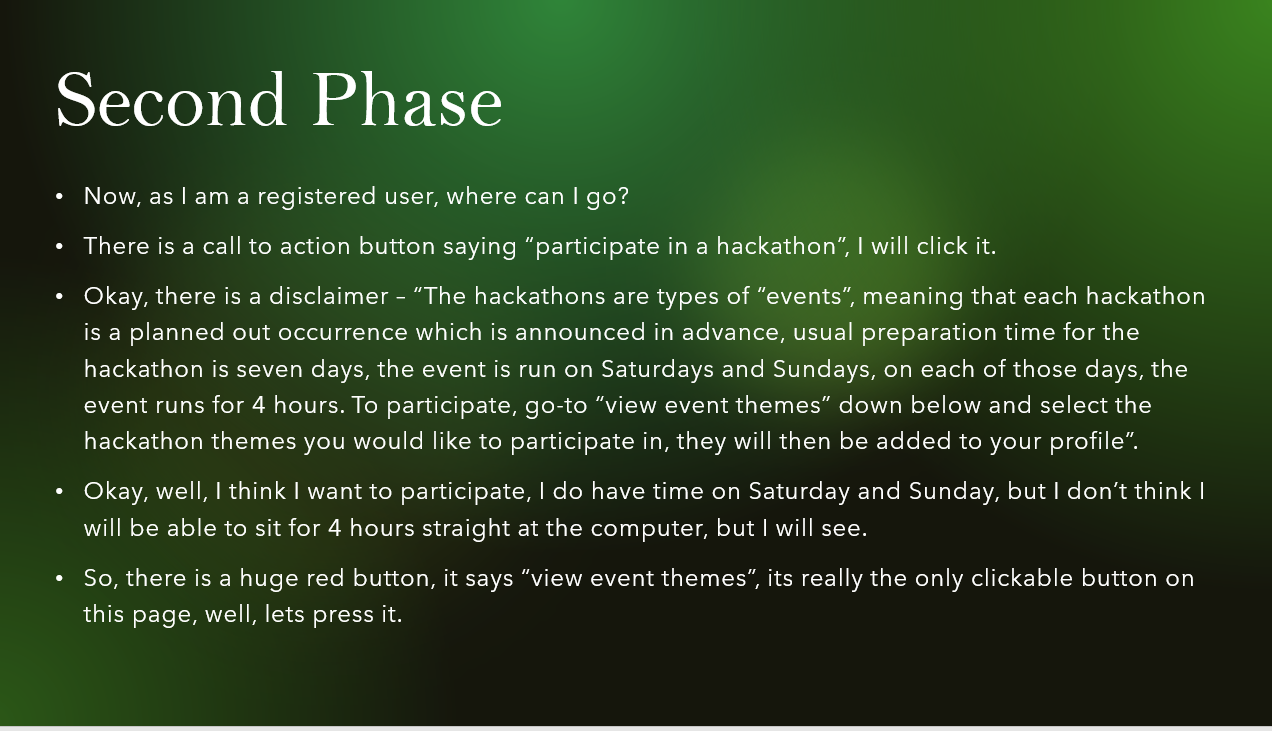 Second Phase
• Now, as I am a registered user, where can I go?
• There is a call to action button saying “participate in a hackathon”, I will click it.
• Okay, there is a disclaimer – “The hackathons are types of “events”, meaning that each hackathon
is a planned out occurrence which is announced in advance, usual preparation time for the
hackathon is seven days, the event is run on Saturdays and Sundays, on each of those days, the
event runs for 4 hours. To participate, go-to “view event themes” down below and select the
hackathon themes you would like to participate in, they will then be added to your profile”.
• Okay, well, I think I want to participate, I do have time on Saturday and Sunday, but I don’t think I
will be able to sit for 4 hours straight at the computer, but I will see.
• So, there is a huge red button, it says “view event themes”, its really the only clickable button on
this page, well, lets press it.